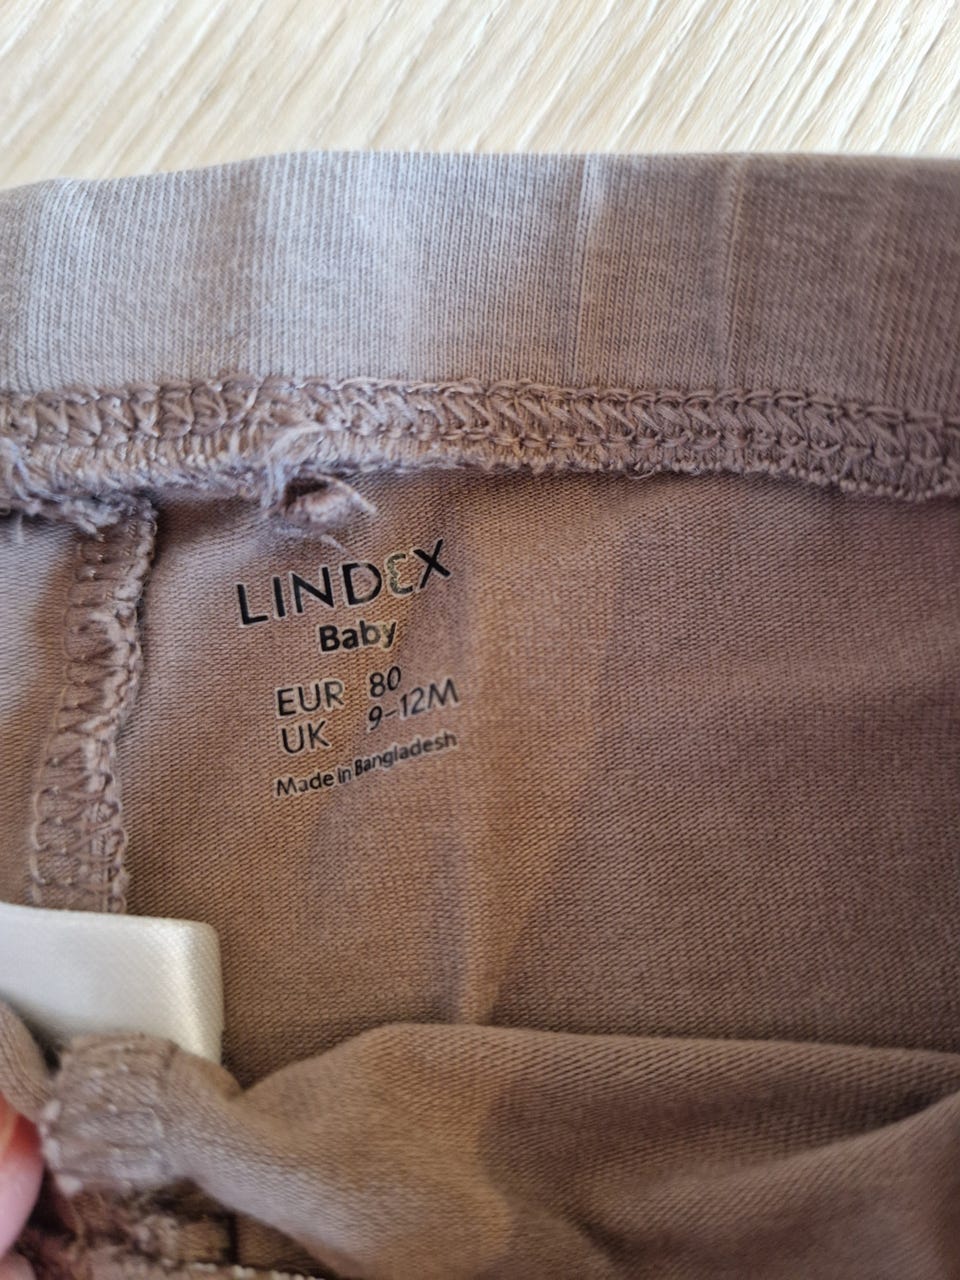 LINDEX
Baby
EUR 80
UK 9-12M
Made in Bangladesh